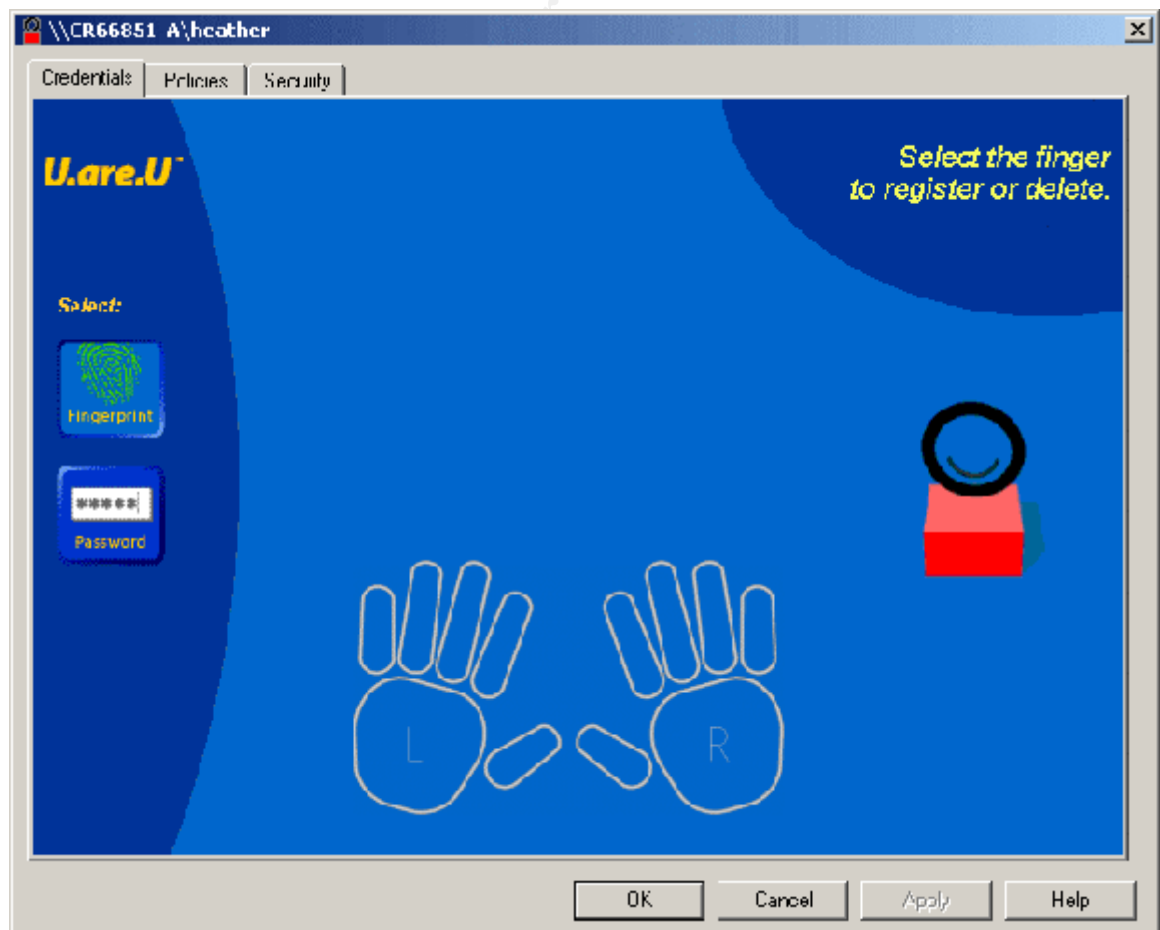 \\CR66851 A\heather
Credentials Policies Security
U.are.U™
Select the finger
to register or delete.
Select:
Fingerprint
*****
Password
L R
OK Cancel Apply Help